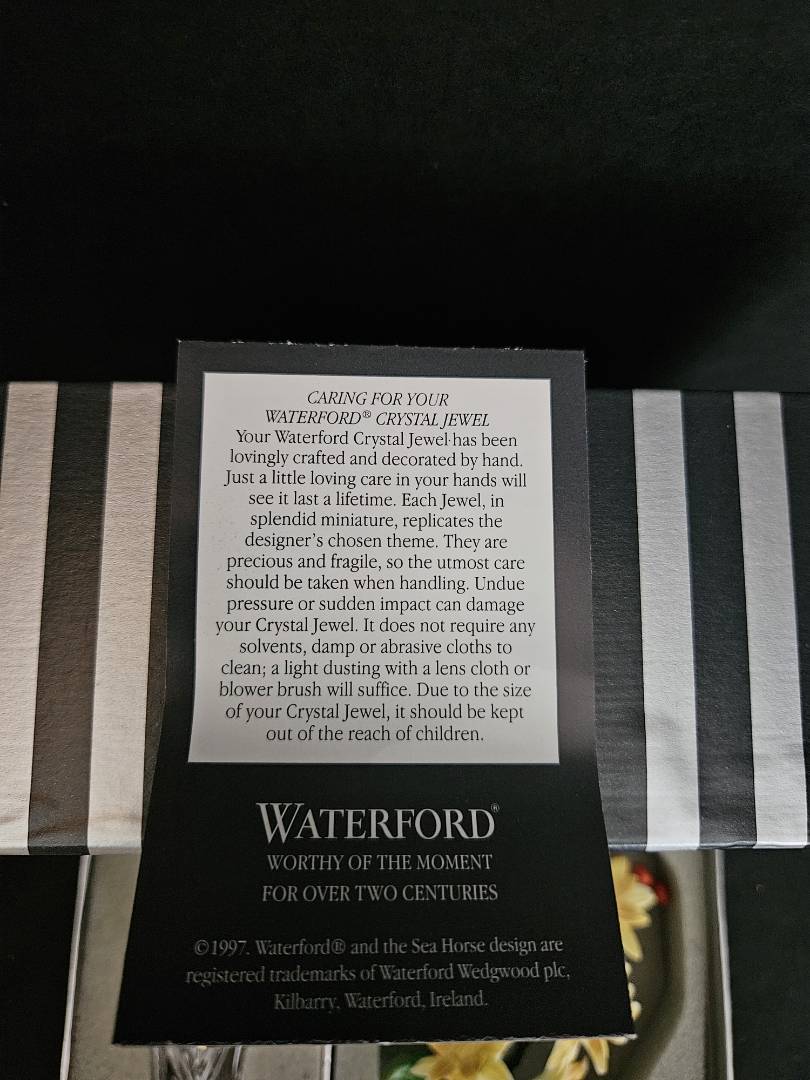 CARING FOR YOUR
WATERFORD® CRYSTAL JEWEL
Your Waterford Crystal Jewel has been
lovingly crafted and decorated by hand.
Just a little loving care in your hands will
see it last a lifetime. Each Jewel, in
splendid miniature, replicates the
designer's chosen theme. They are
precious and fragile, so the utmost care
should be taken when handling. Undue
pressure or sudden impact can damage
your Crystal Jewel. It does not require any
solvents, damp or abrasive cloths to
clean; a light dusting with a lens cloth or
blower brush will suffice. Due to the size
of your Crystal Jewel, it should be kept
out of the reach of children.
WATERFORD®
WORTHY OF THE MOMENT
FOR OVER TWO CENTURIES
©1997. Waterford® and the Sea Horse design are
registered trademarks of Waterford Wedgwood plc,
Kilbarry, Waterford, Ireland.